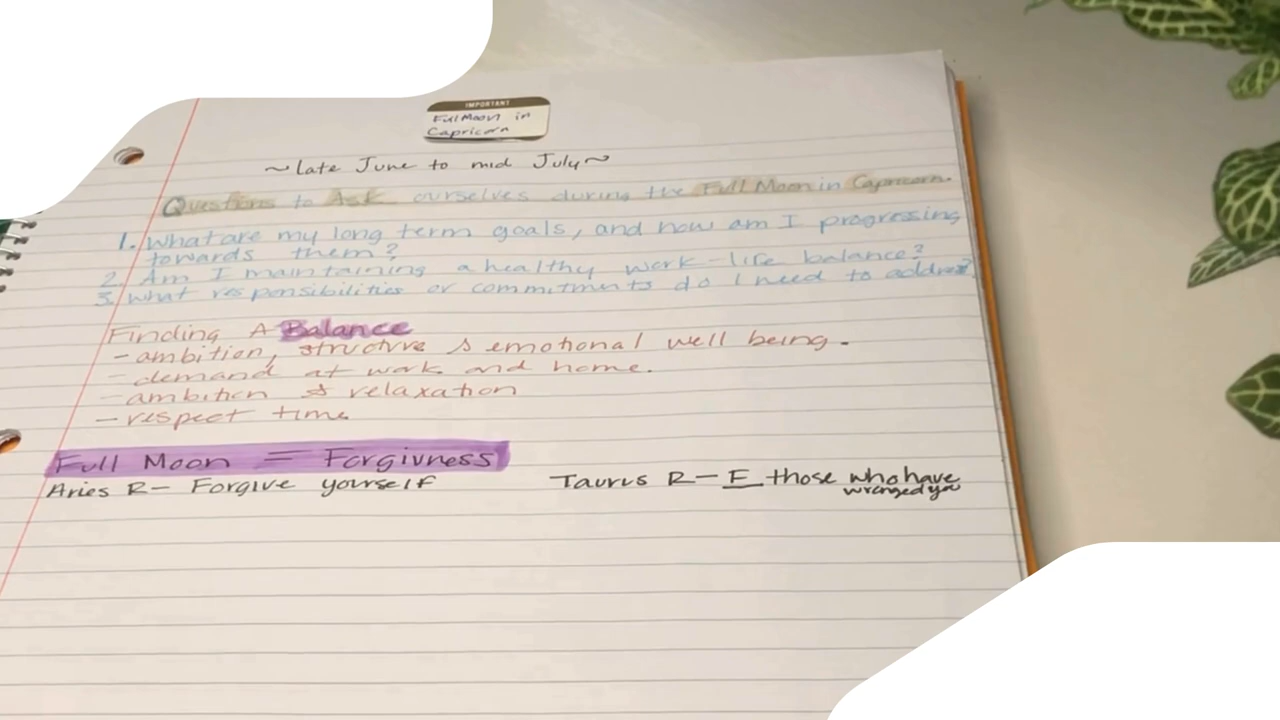 IMPORTANT
Full Moon in
Capricorn
~late June to mid July~
Questions to Ask ourselves during the Full Moon in Capricorn.
1. What are my long term goals, and how am I progressing
towards them?
2. Am I maintaining a healthy work-life balance?
3. What responsibilities or commitments do I need to address?
Finding A Balance
- ambition, structure & emotional well being.
- demand at work and home.
- ambition & relaxation
- respect time
Full Moon = Forgivness
Aries R- Forgive yourself
Taurus R- F those who have
wronged you